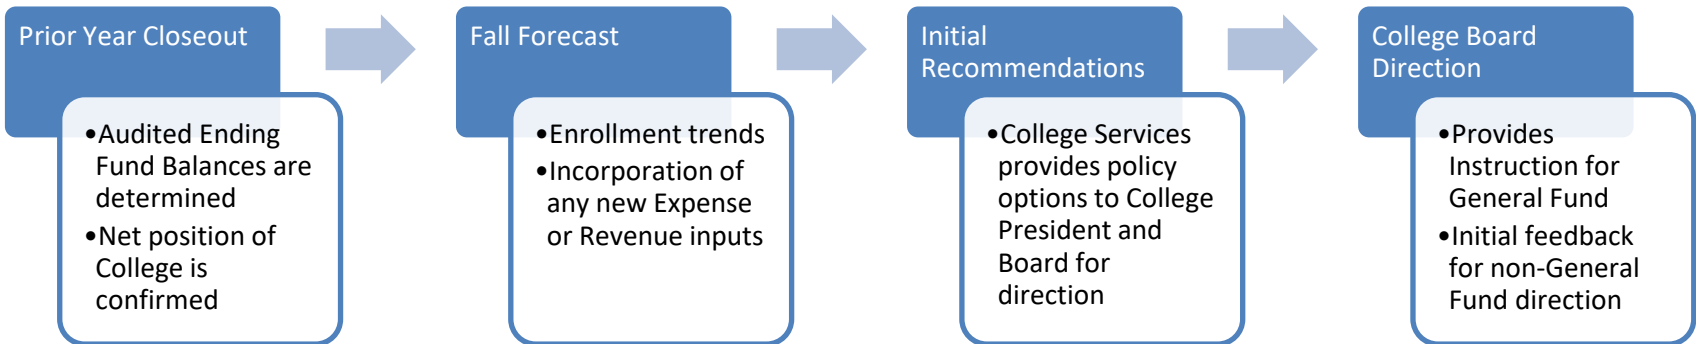 Prior Year Closeout
•Audited Ending
Fund Balances are
determined
•Net position of
College is
confirmed
Fall Forecast
•Enrollment trends
•Incorporation of
any new Expense
or Revenue inputs
Initial
Recommendations
•College Services
provides policy
options to College
President and
Board for
direction
College Board
Direction
•Provides
Instruction for
General Fund
•Initial feedback
for non-General
Fund direction